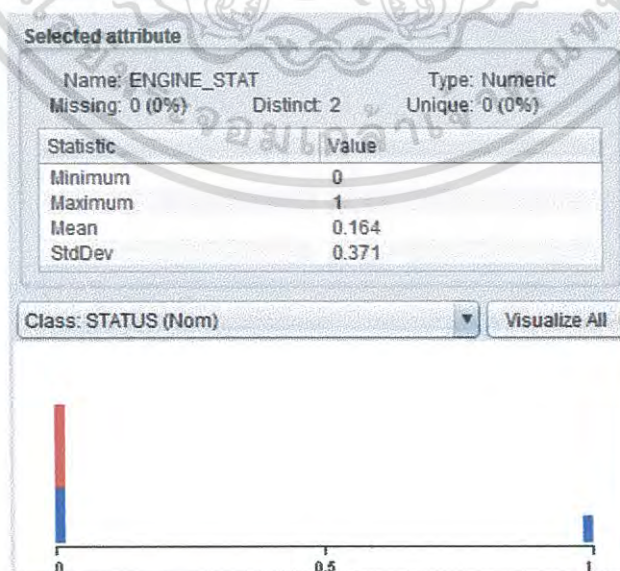 Selected attribute
Name: ENGINE_STAT Type: Numeric
Missing: 0 (0%) Distinct: 2 Unique: 0 (0%)
Statistic Value
Minimum 0
Maximum 1
Mean 0.164
StdDev 0.371
Class: STATUS (Nom) Visualize All
0 0.5 1